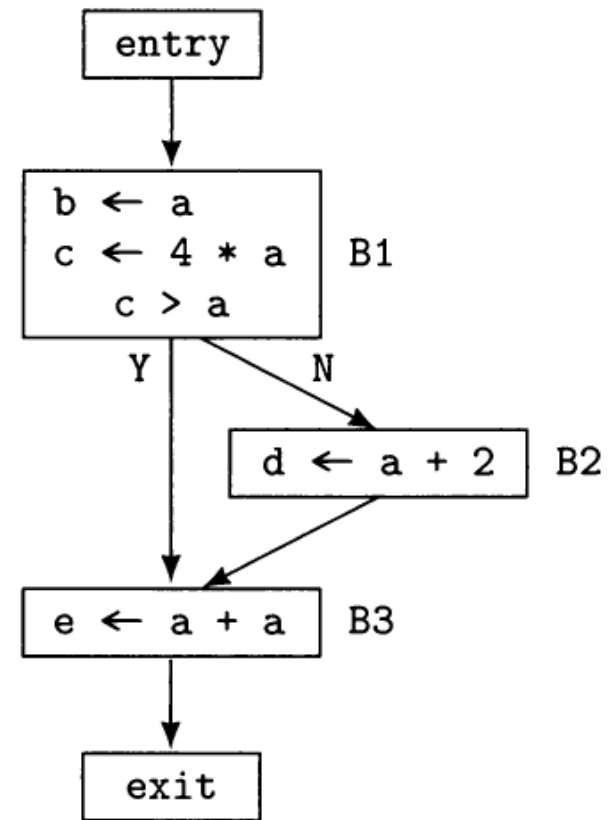 entry
b ← a
c ← 4 * a
c > a
B1
Y
N
d ← a + 2
B2
e ← a + a
B3
exit